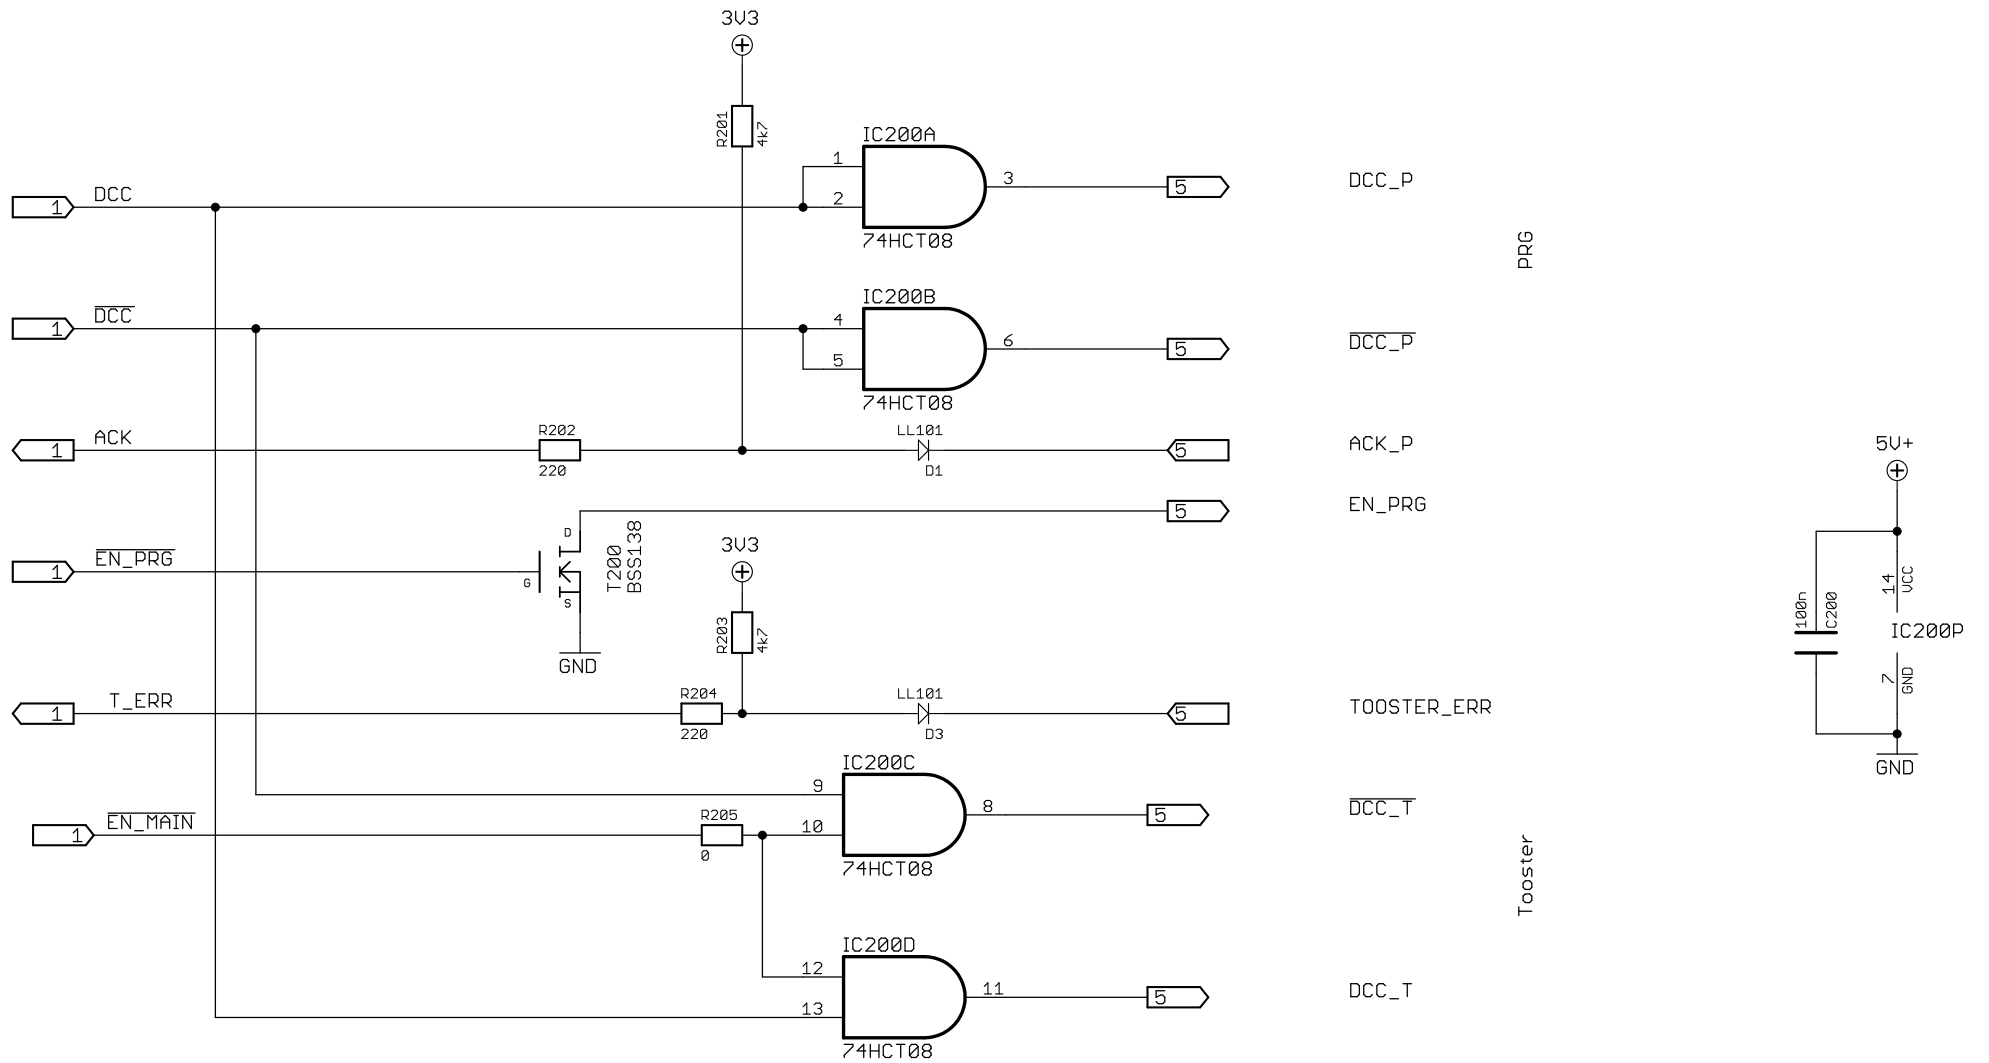 3V3
R201
4k7
IC200A
1
2
3
74HCT08
1
DCC
5
DCC_P
PRG
IC200B
4
5
6
74HCT08
1
DCC
5
DCC_P
1
ACK
R202
220
LL101
D1
5
ACK_P
5
EN_PRG
1
EN_PRG
D
G
S
T200
BSS138
GND
3V3
R203
4k7
5V+
100n
C200
14
VCC
IC200P
7
GND
GND
1
T_ERR
R204
220
LL101
D3
5
TOOSTER_ERR
IC200C
9
10
8
74HCT08
5
DCC_T
1
EN_MAIN
R205
0
Tooster
IC200D
12
13
11
74HCT08
5
DCC_T